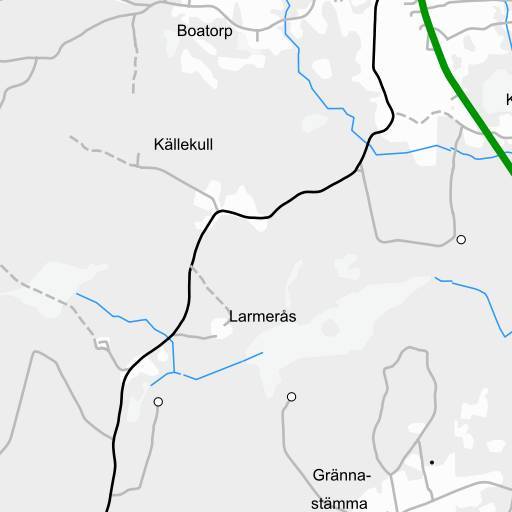 Boatorp
K
Källekull
Larmerås
Gränna-
stämma